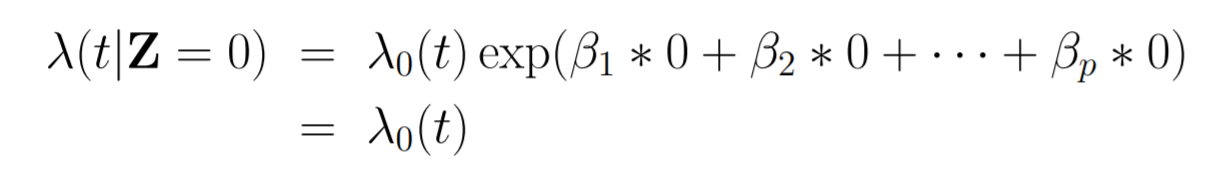 λ(t|Z = 0) = λ₀(t) exp(β₁ * 0 + β₂ * 0 + · · · + βₚ * 0)
= λ₀(t)